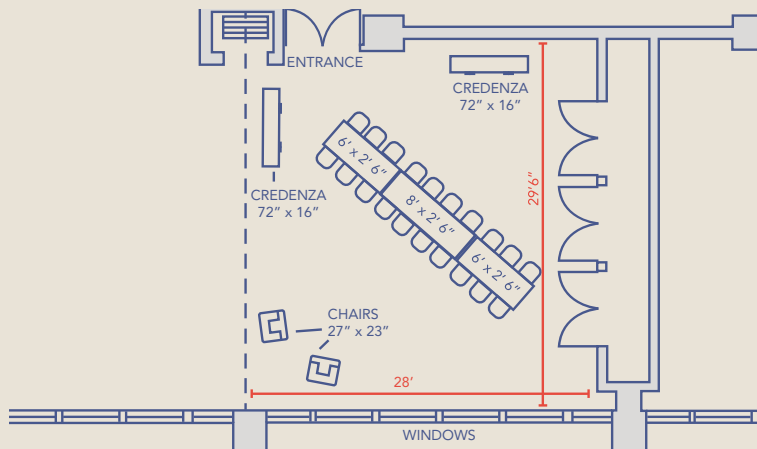 ENTRANCE
CREDENZA
72” x 16”
6’ x 2’ 6”
29’6”
CREDENZA
72” x 16”
8’ x 2’ 6”
6’ x 2’ 6”
CHAIRS
27” x 23”
28’
WINDOWS